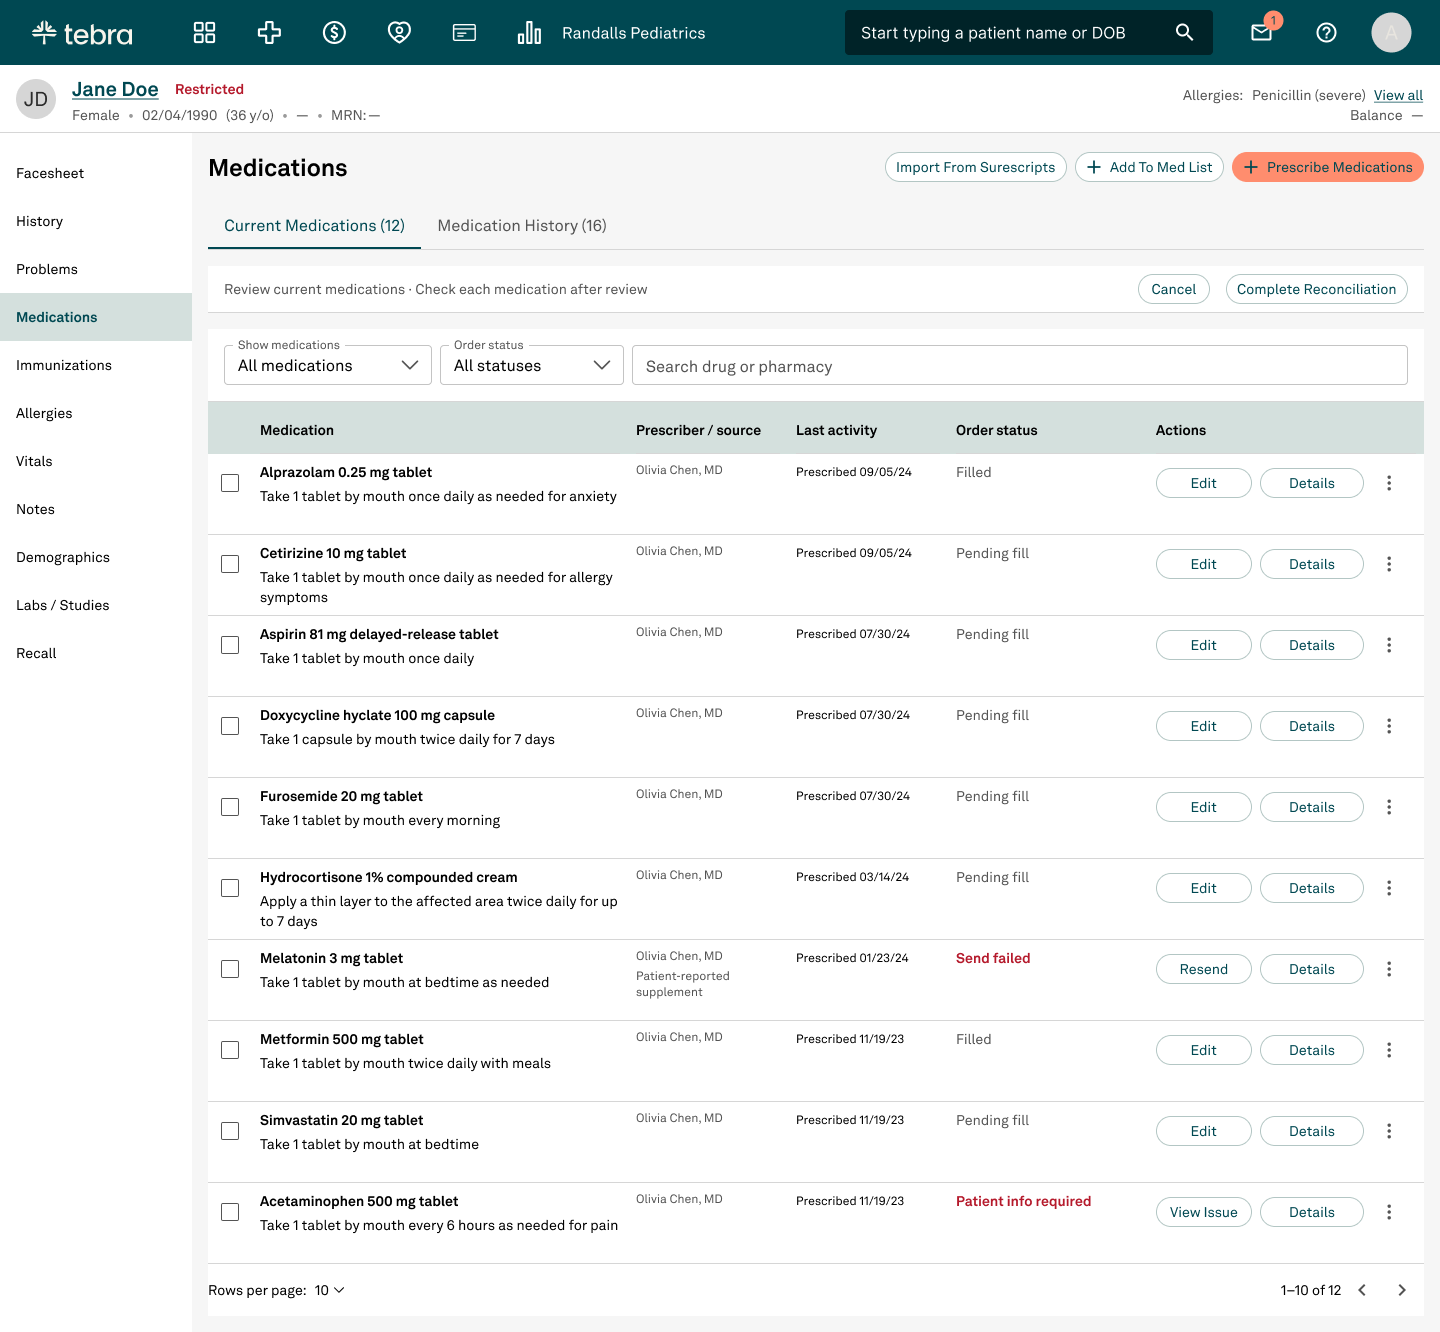 tebra
Randalls Pediatrics
Start typing a patient name or DOB
1
A
JD
Jane Doe Restricted
Female • 02/04/1990 (36 y/o) • — • MRN: —
Allergies: Penicillin (severe) View all
Balance —
Facesheet
History
Problems
Medications
Immunizations
Allergies
Vitals
Notes
Demographics
Labs / Studies
Recall
Medications
Import From Surescripts
Add To Med List
Prescribe Medications
Current Medications (12)
Medication History (16)
Review current medications · Check each medication after review
Cancel
Complete Reconciliation
Show medications
All medications
Order status
All statuses
Search drug or pharmacy
Medication Prescriber / source Last activity Order status Actions
Alprazolam 0.25 mg tablet
Take 1 tablet by mouth once daily as needed for anxiety
Olivia Chen, MD
Prescribed 09/05/24
Filled
Edit
Details
Cetirizine 10 mg tablet
Take 1 tablet by mouth once daily as needed for allergy
symptoms
Olivia Chen, MD
Prescribed 09/05/24
Pending fill
Edit
Details
Aspirin 81 mg delayed-release tablet
Take 1 tablet by mouth once daily
Olivia Chen, MD
Prescribed 07/30/24
Pending fill
Edit
Details
Doxycycline hyclate 100 mg capsule
Take 1 capsule by mouth twice daily for 7 days
Olivia Chen, MD
Prescribed 07/30/24
Pending fill
Edit
Details
Furosemide 20 mg tablet
Take 1 tablet by mouth every morning
Olivia Chen, MD
Prescribed 07/30/24
Pending fill
Edit
Details
Hydrocortisone 1% compounded cream
Apply a thin layer to the affected area twice daily for up
to 7 days
Olivia Chen, MD
Prescribed 03/14/24
Pending fill
Edit
Details
Melatonin 3 mg tablet
Take 1 tablet by mouth at bedtime as needed
Olivia Chen, MD
Patient-reported
supplement
Prescribed 01/23/24
Send failed
Resend
Details
Metformin 500 mg tablet
Take 1 tablet by mouth twice daily with meals
Olivia Chen, MD
Prescribed 11/19/23
Filled
Edit
Details
Simvastatin 20 mg tablet
Take 1 tablet by mouth at bedtime
Olivia Chen, MD
Prescribed 11/19/23
Pending fill
Edit
Details
Acetaminophen 500 mg tablet
Take 1 tablet by mouth every 6 hours as needed for pain
Olivia Chen, MD
Prescribed 11/19/23
Patient info required
View Issue
Details
Rows per page: 10
1–10 of 12